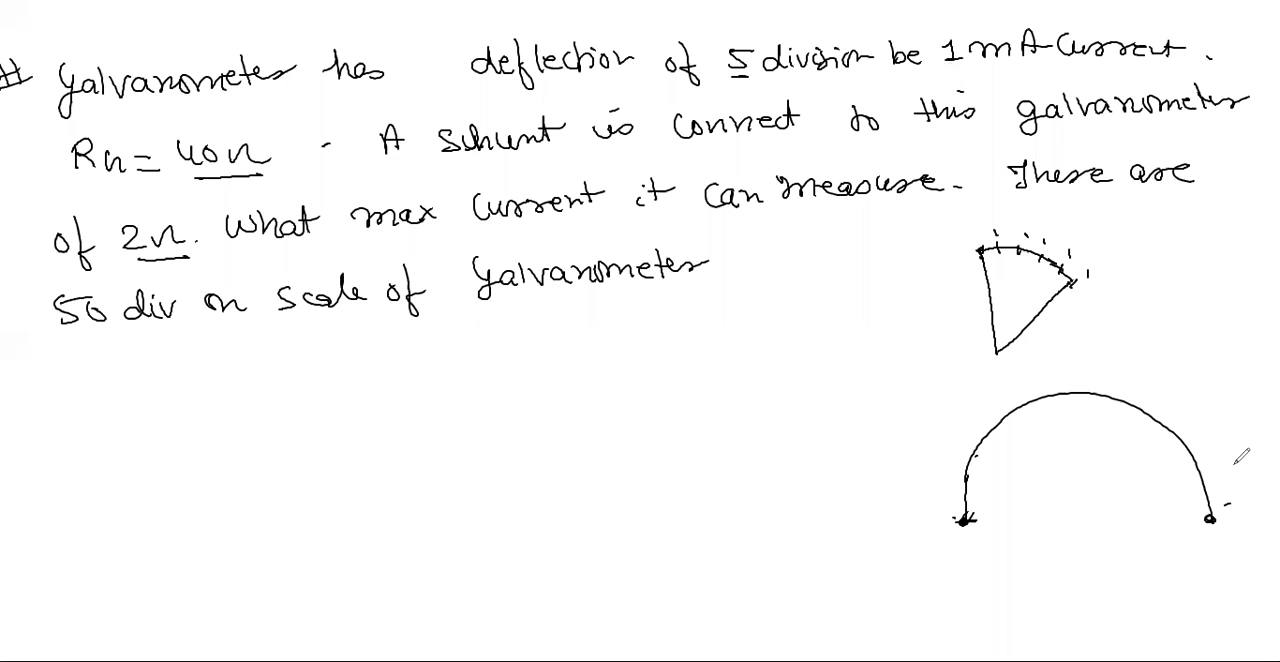 # Galvanometer has deflection of 5 division be 1 mA Current.
Rn = 40Ω. A schunt is connect to this galvanometer
of 2Ω. What max current it can measure. There are
50 div on scale of Galvanometer